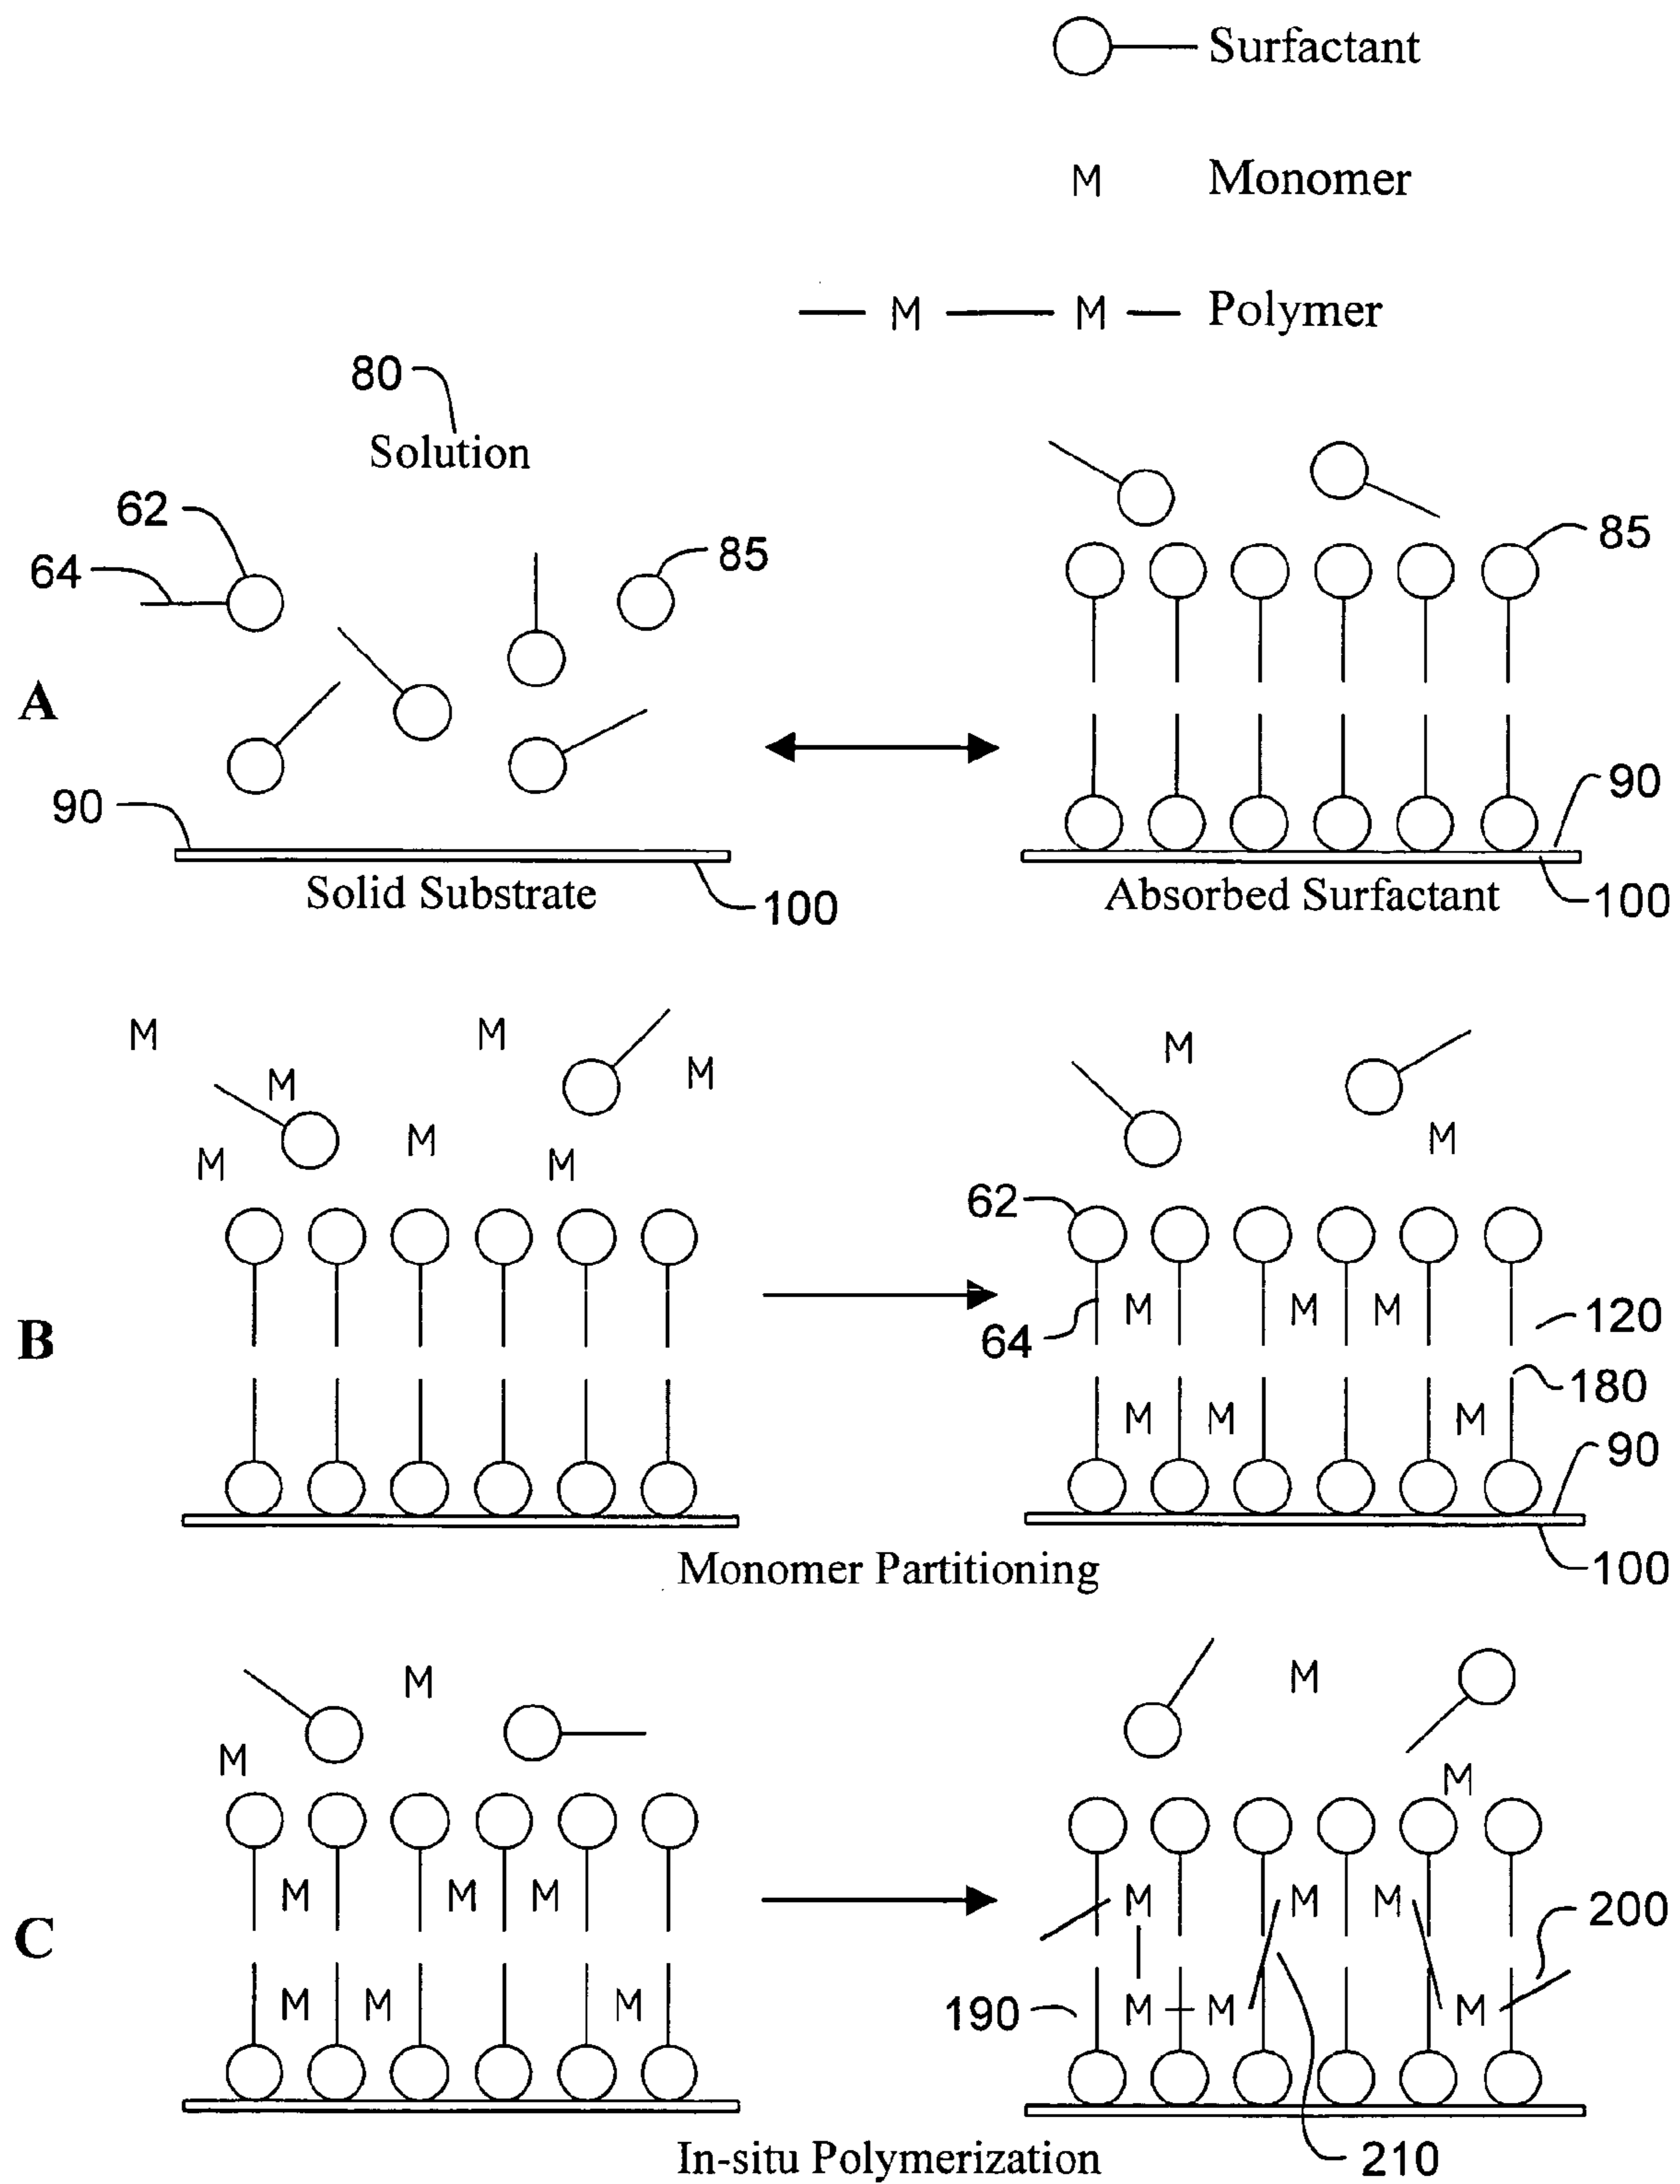 Surfactant
M Monomer
M M Polymer
80
Solution
62
64
85
85
A
90
90
Solid Substrate
100
Absorbed Surfactant
100
M M M
M M
M M M M
62
B
64
M M M
120
180
M M M
90
Monomer Partitioning
100
M M
M M
C
M M M
M M M
200
M M M
190
M M M
210
In-situ Polymerization